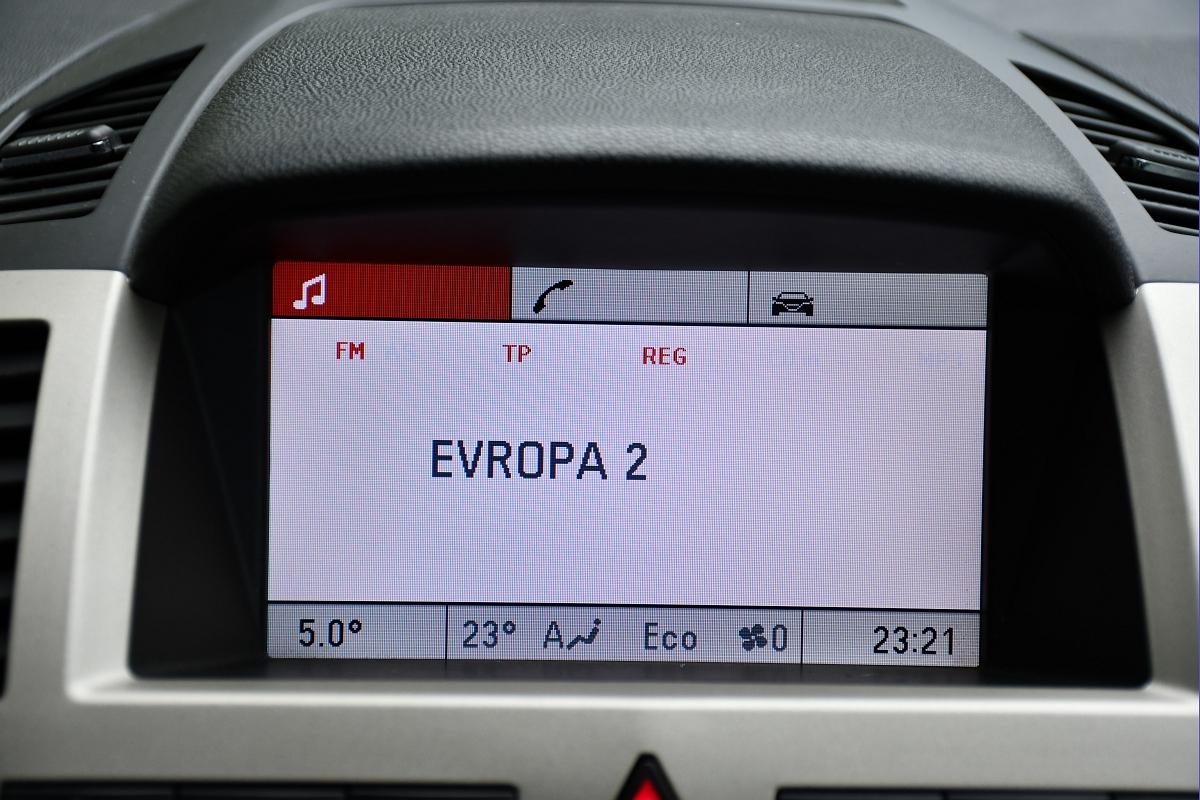 FM TP REG
EVROPA 2
5.0° 23° A Eco 0 23:21